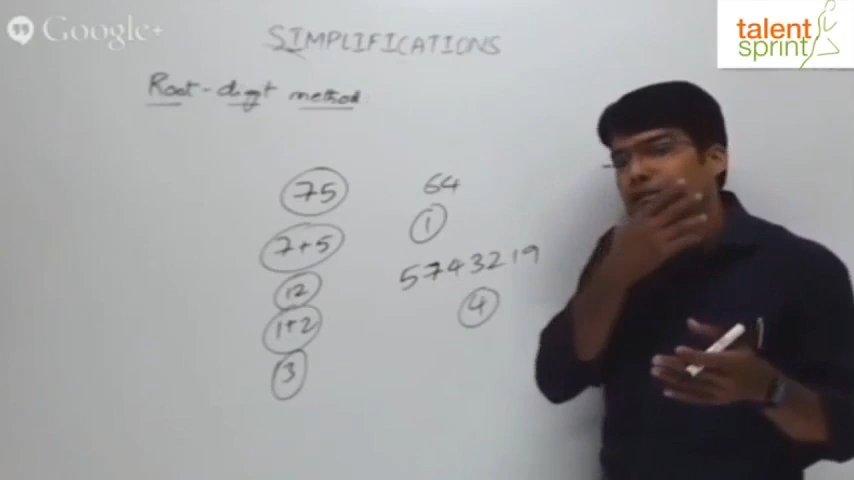 Google+
talent
sprint
SIMPLIFICATIONS
Root-digit method
75
7+5
12
1+2
3
64
1
5743219
4